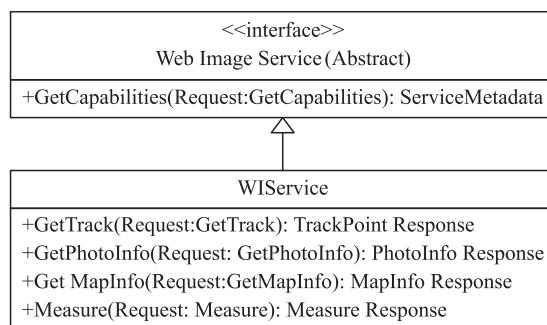 <<interface>>
Web Image Service (Abstract)
+GetCapabilities(Request:GetCapabilities): ServiceMetadata
WIService
+GetTrack(Request:GetTrack): TrackPoint Response
+GetPhotoInfo(Request: GetPhotoInfo): PhotoInfo Response
+Get MapInfo(Request:GetMapInfo): MapInfo Response
+Measure(Request: Measure): Measure Response